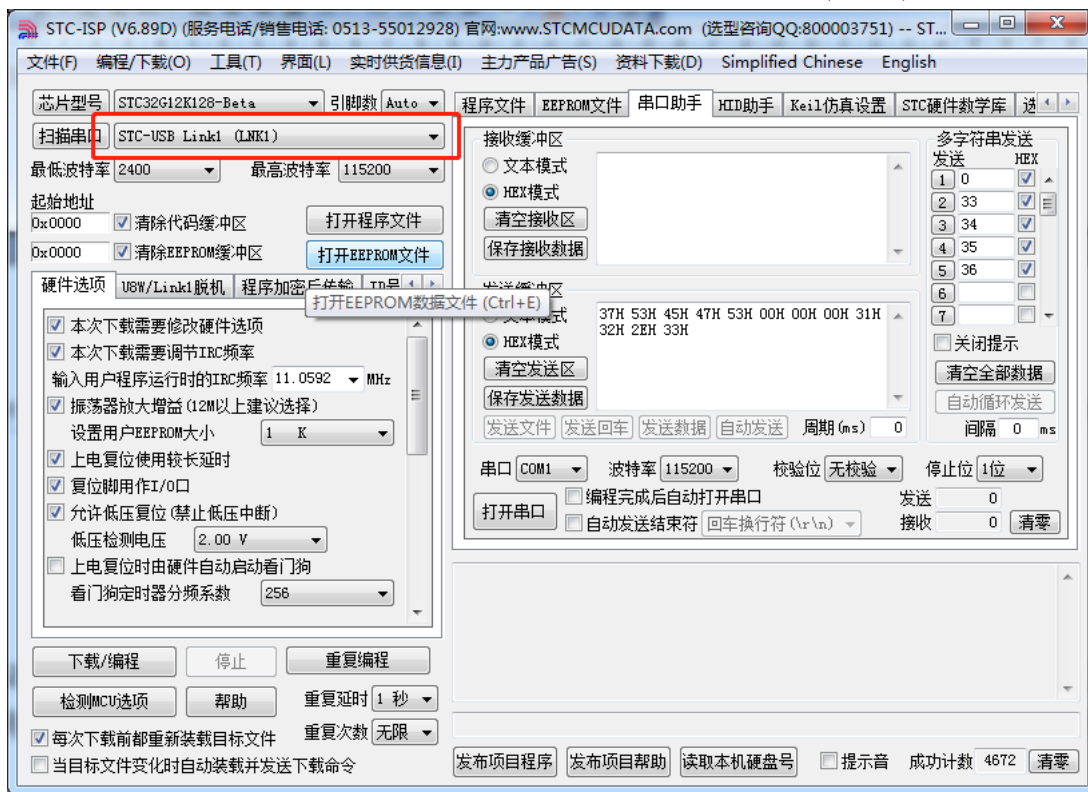 STC-ISP (V6.89D) (服务电话/销售电话: 0513-55012928) 官网:www.STCMCUDATA.com (选型咨询QQ:800003751) -- ST...
文件(F) 编程/下载(O) 工具(T) 界面(L) 实时供货信息(I) 主力产品广告(S) 资料下载(D) Simplified Chinese English
芯片型号 STC32G12K128-Beta 引脚数 Auto
扫描串口 STC-USB Link1 (LNK1)
最低波特率 2400 最高波特率 115200
起始地址
0x0000 清除代码缓冲区 打开程序文件
0x0000 清除EEPROM缓冲区 打开EEPROM文件
硬件选项 U8W/Link1脱机 程序加密后传输 ID号
打开EEPROM数据文件 (Ctrl+E)
本次下载需要修改硬件选项
本次下载需要调节IRC频率
输入用户程序运行时的IRC频率 11.0592 MHz
振荡器放大增益(12M以上建议选择)
设置用户EEPROM大小 1 K
上电复位使用较长延时
复位脚用作I/O口
允许低压复位(禁止低压中断)
低压检测电压 2.00 V
上电复位时由硬件自动启动看门狗
看门狗定时器分频系数 256
下载/编程 停止 重复编程
检测MCU选项 帮助 重复延时 1 秒
每次下载前都重新装载目标文件 重复次数 无限
当目标文件变化时自动装载并发送下载命令
程序文件 EEPROM文件 串口助手 HID助手 Keil仿真设置 STC硬件数学库
接收缓冲区
文本模式
HEX模式
清空接收区
保存接收数据
发送缓冲区
文本模式
HEX模式
清空发送区
保存发送数据
37H 53H 45H 47H 53H 00H 00H 00H 31H
32H 2EH 33H
发送文件 发送回车 发送数据 自动发送 周期(ms) 0
多字符串发送
发送 HEX
1 0
2 33
3 34
4 35
5 36
6
7
关闭提示
清空全部数据
自动循环发送
间隔 0 ms
串口 COM1 波特率 115200 校验位 无校验 停止位 1位
打开串口 编程完成后自动打开串口 发送 0
自动发送结束符 回车换行符(\r\n) 接收 0 清零
发布项目程序 发布项目帮助 读取本机硬盘号 提示音 成功计数 4672 清零